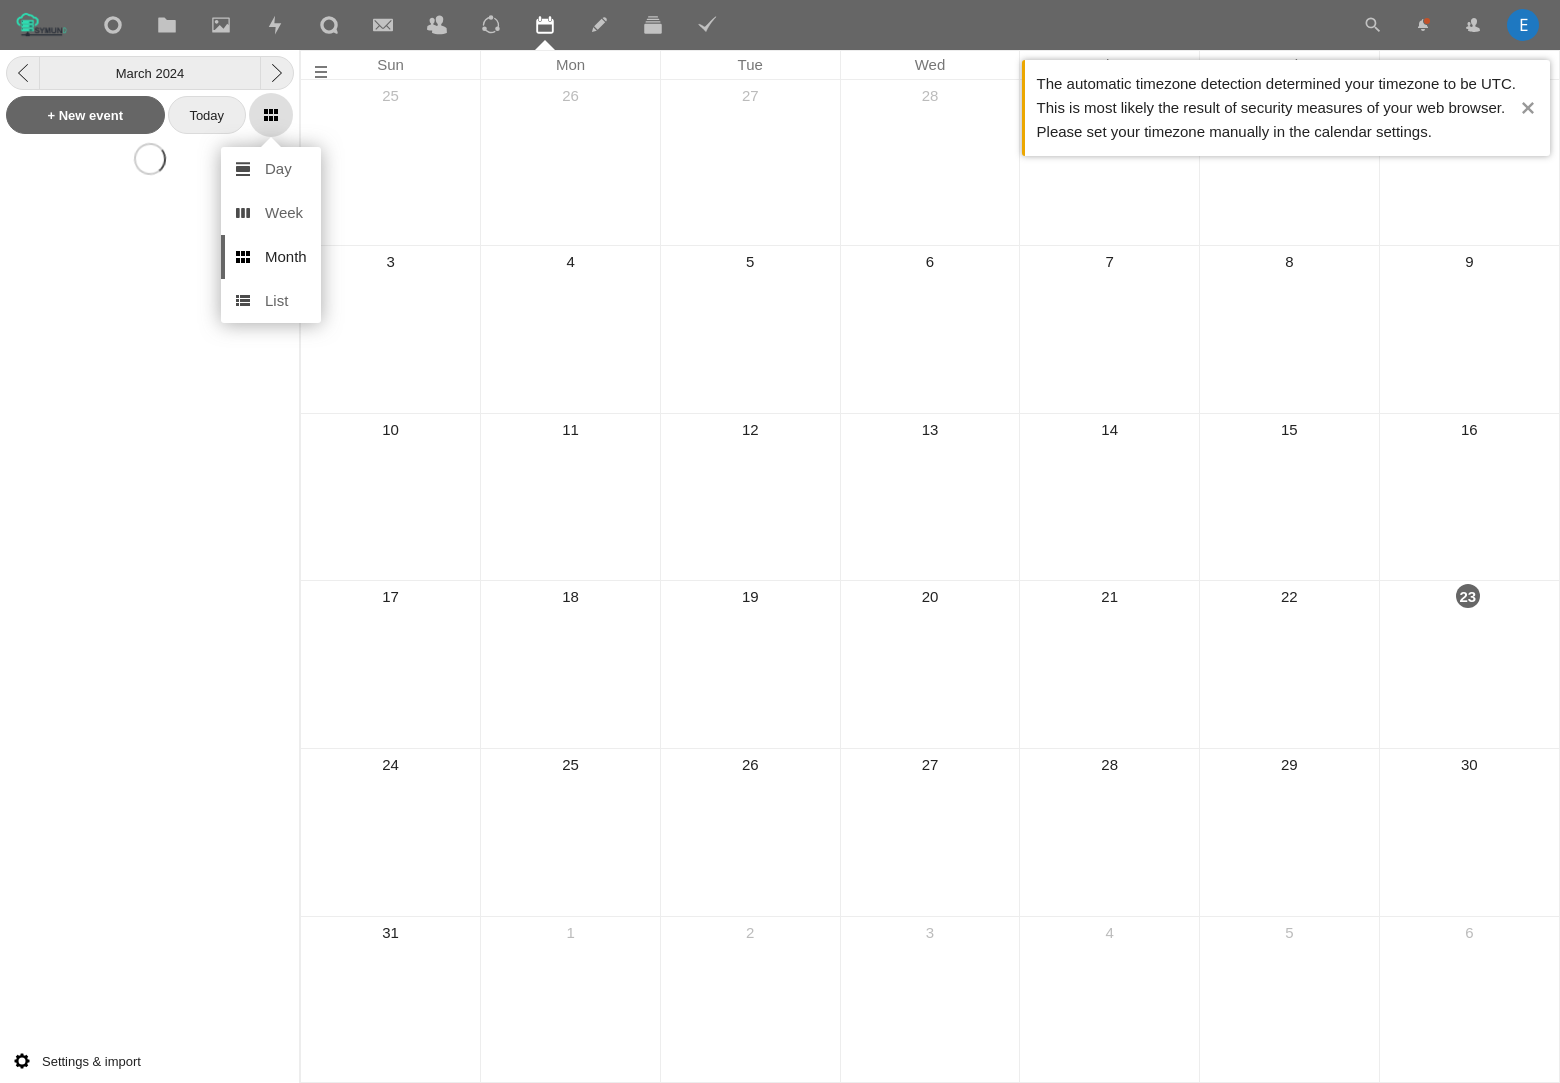 E
March 2024
+ New event
Today
Day
Week
Month
List
Settings & import
Sun Mon Tue Wed
The automatic timezone detection determined your timezone to be UTC.
This is most likely the result of security measures of your web browser.
Please set your timezone manually in the calendar settings.
25 26 27 28
3 4 5 6 7 8 9
10 11 12 13 14 15 16
17 18 19 20 21 22 23
24 25 26 27 28 29 30
31 1 2 3 4 5 6